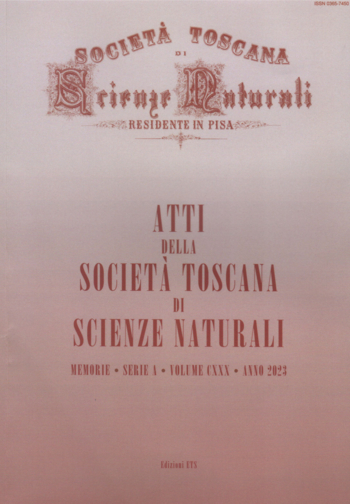 SOCIETÀ TOSCANA
DI
Scienze Naturali
RESIDENTE IN PISA
ATTI
DELLA
SOCIETÀ TOSCANA
DI
SCIENZE NATURALI
MEMORIE • SERIE A • VOLUME CXXX • ANNO 2023
Edizioni ETS